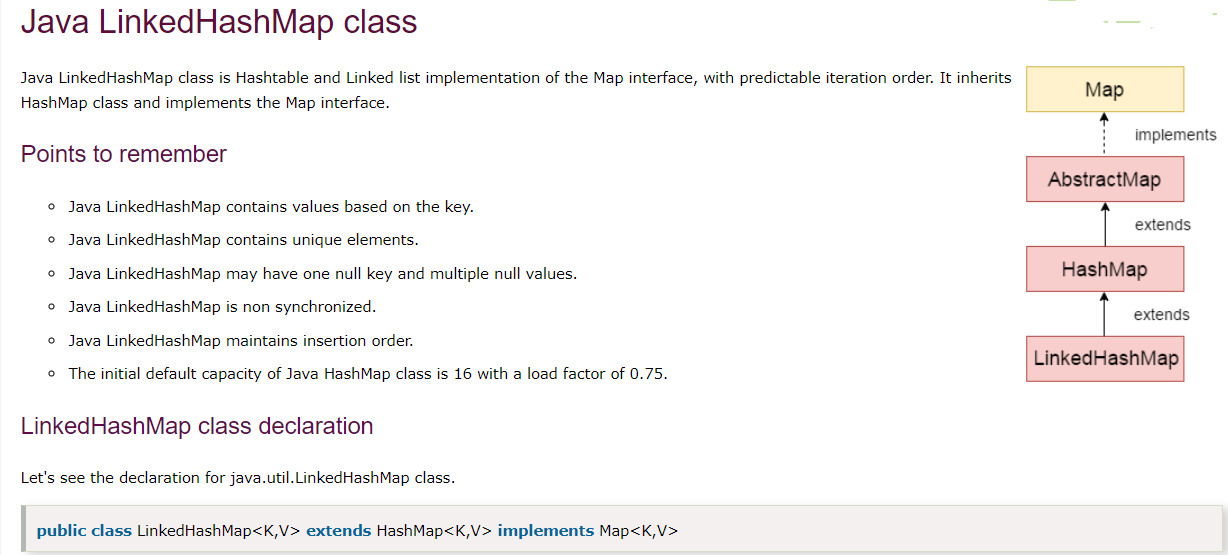 Java LinkedHashMap class
Java LinkedHashMap class is Hashtable and Linked list implementation of the Map interface, with predictable iteration order. It inherits
HashMap class and implements the Map interface.
Points to remember
Java LinkedHashMap contains values based on the key.
Java LinkedHashMap contains unique elements.
Java LinkedHashMap may have one null key and multiple null values.
Java LinkedHashMap is non synchronized.
Java LinkedHashMap maintains insertion order.
The initial default capacity of Java HashMap class is 16 with a load factor of 0.75.
Map
implements
AbstractMap
extends
HashMap
extends
LinkedHashMap
LinkedHashMap class declaration
Let's see the declaration for java.util.LinkedHashMap class.
public class LinkedHashMap<K,V> extends HashMap<K,V> implements Map<K,V>